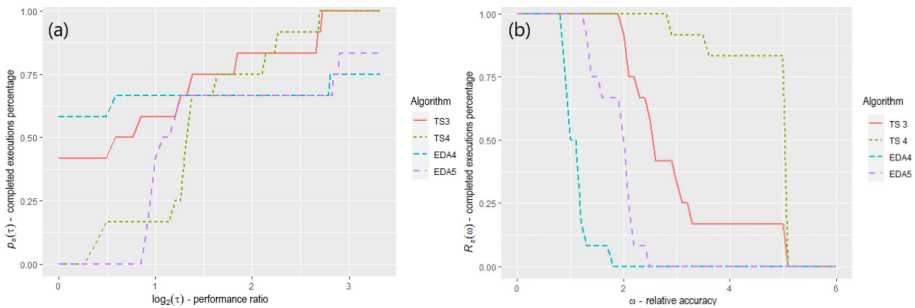 (a)
1.00
0.75
0.50
0.25
0.00
p_s(τ) - completed executions percentage
0
1
2
3
log₂(τ) - performance ratio
Algorithm
TS3
TS4
EDA4
EDA5
(b)
1.00
0.75
0.50
0.25
0.00
R_s(ω) - completed executions percentage
0
2
4
6
ω - relative accuracy
Algorithm
TS 3
TS 4
EDA4
EDA5